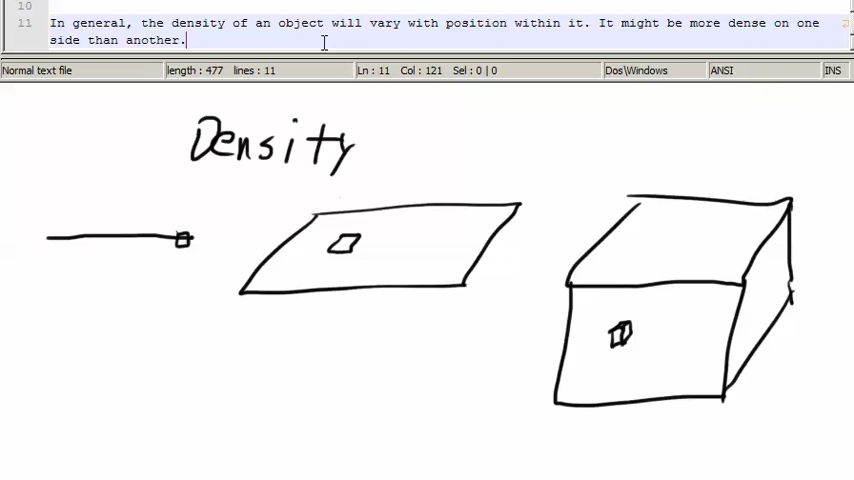 10
11 In general, the density of an object will vary with position within it. It might be more dense on one
side than another.
Normal text file length : 477 lines : 11 Ln : 11 Col : 121 Sel : 0 | 0 Dos\Windows ANSI INS
Density